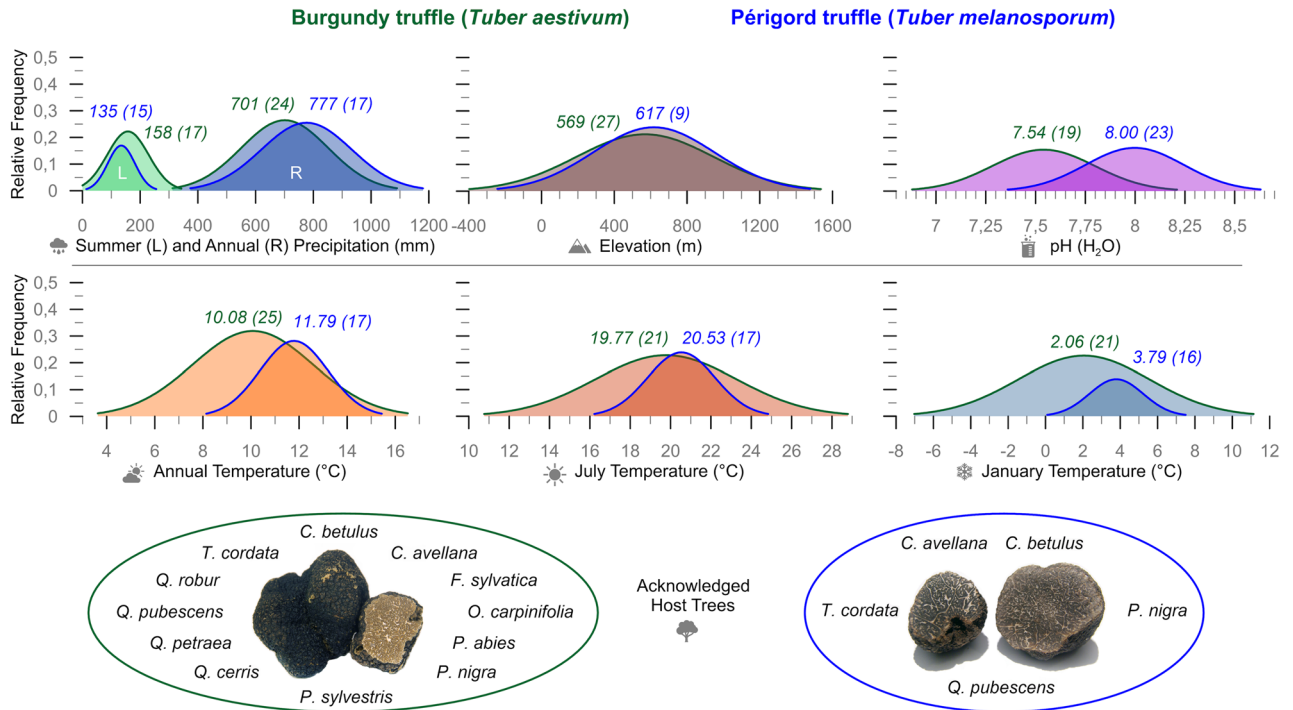 Burgundy truffle (Tuber aestivum)
Périgord truffle (Tuber melanosporum)
Relative Frequency
0,5
0,4
0,3
0,2
0,1
0
135 (15)
158 (17)
701 (24)
777 (17)
L
R
0 200 400 600 800 1000 1200
Summer (L) and Annual (R) Precipitation (mm)
569 (27)
617 (9)
-400 0 400 800 1200 1600
Elevation (m)
7.54 (19)
8.00 (23)
7 7,25 7,5 7,75 8 8,25 8,5
pH (H₂O)
Relative Frequency
0,5
0,4
0,3
0,2
0,1
0
10.08 (25)
11.79 (17)
4 6 8 10 12 14 16
Annual Temperature (°C)
19.77 (21)
20.53 (17)
10 12 14 16 18 20 22 24 26 28
July Temperature (°C)
2.06 (21)
3.79 (16)
-8 -6 -4 -2 0 2 4 6 8 10 12
January Temperature (°C)
C. betulus
T. cordata
C. avellana
Q. robur
F. sylvatica
Q. pubescens
O. carpinifolia
Q. petraea
P. abies
Q. cerris
P. nigra
P. sylvestris
Acknowledged
Host Trees
C. avellana
C. betulus
T. cordata
P. nigra
Q. pubescens